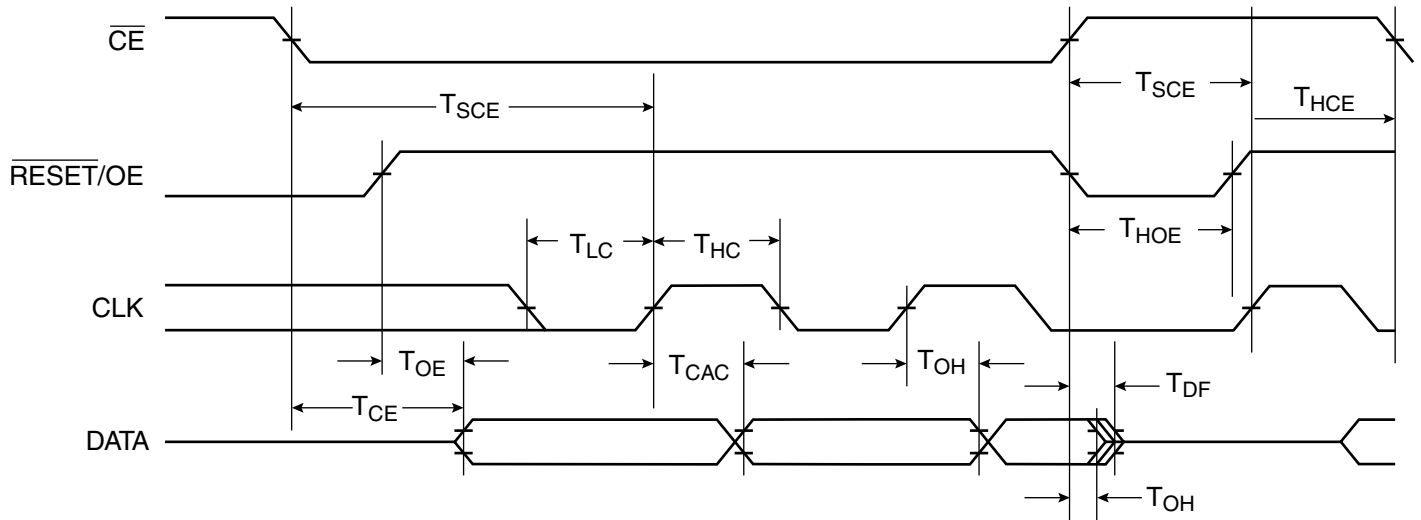 CE
T_SCE
T_SCE
T_HCE
RESET/OE
T_LC
T_HC
T_HOE
CLK
T_OE
T_CAC
T_OH
T_DF
T_CE
DATA
T_OH